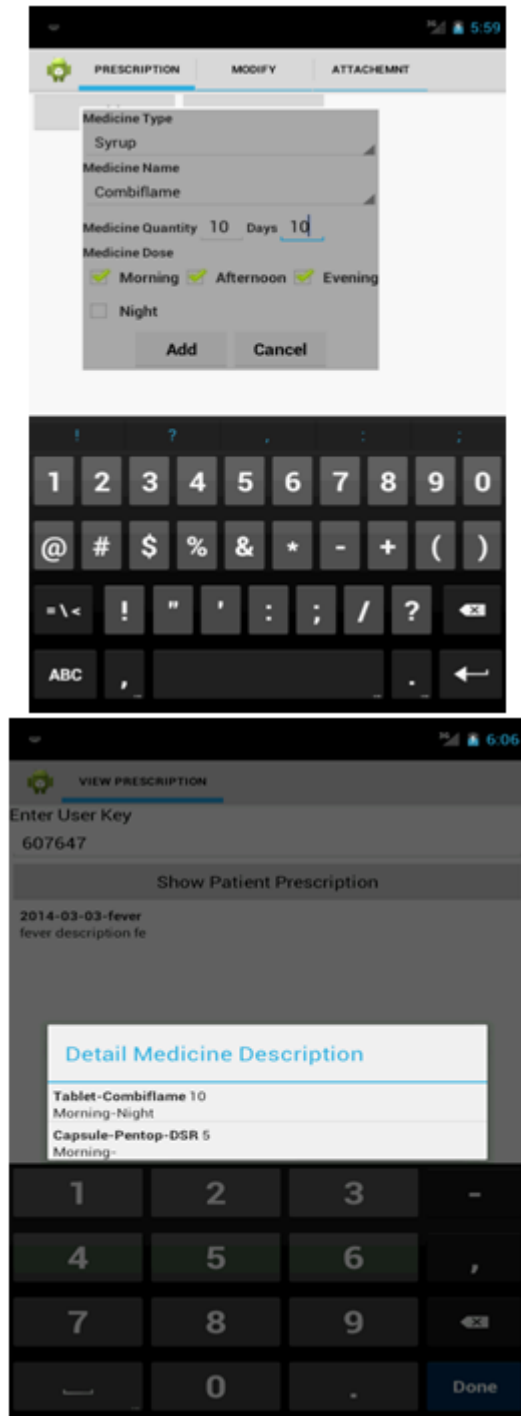 3G 5:59
PRESCRIPTION MODIFY ATTACHEMNT
Medicine Type
Syrup
Medicine Name
Combiflame
Medicine Quantity 10 Days 10
Medicine Dose
Morning Afternoon Evening
Night
Add Cancel
! ? , : ;
1 2 3 4 5 6 7 8 9 0
@ # $ % & * - + ( )
=\< ! " ' : ; / ?
ABC , .
3G 6:06
VIEW PRESCRIPTION
Enter User Key
607647
Show Patient Prescription
2014-03-03-fever
fever description fe
Detail Medicine Description
Tablet-Combiflame 10
Morning-Night
Capsule-Pentop-DSR 5
Morning-
1 2 3 -
4 5 6 ,
7 8 9
0 . Done